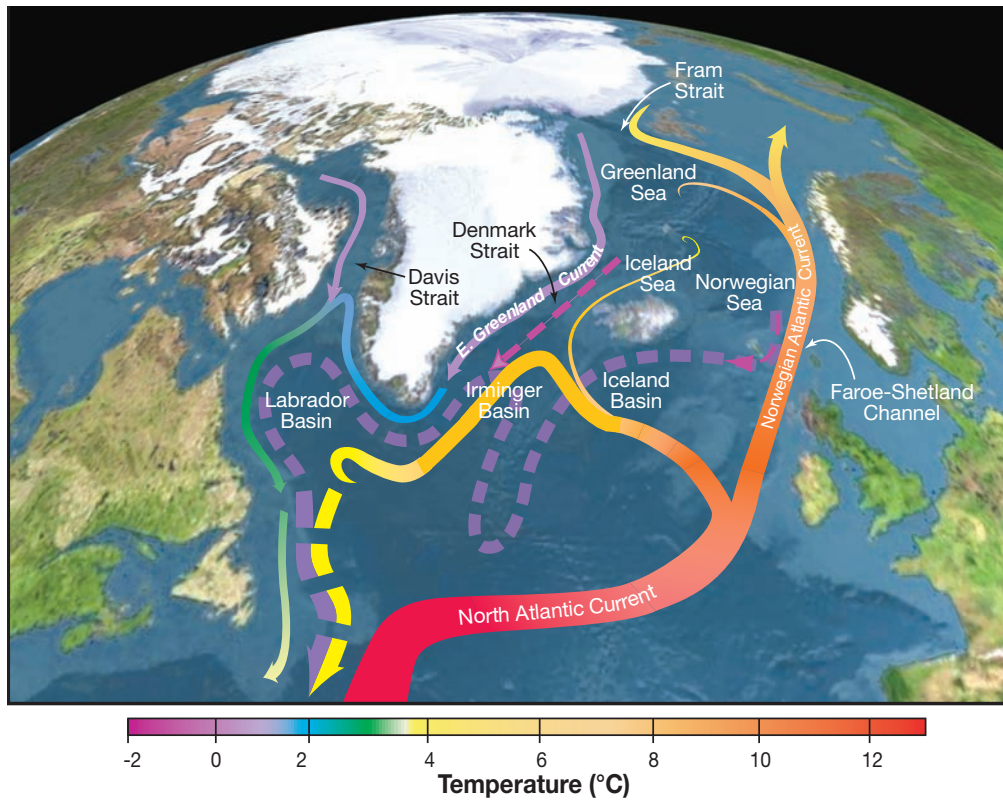 Fram
Strait
Greenland
Sea
Denmark
Strait
Iceland
Sea
Norwegian
Sea
Davis
Strait
E. Greenland Current
Norwegian Atlantic Current
Labrador
Basin
Irminger
Basin
Iceland
Basin
Faroe-Shetland
Channel
North Atlantic Current
-2 0 2 4 6 8 10 12
Temperature (°C)